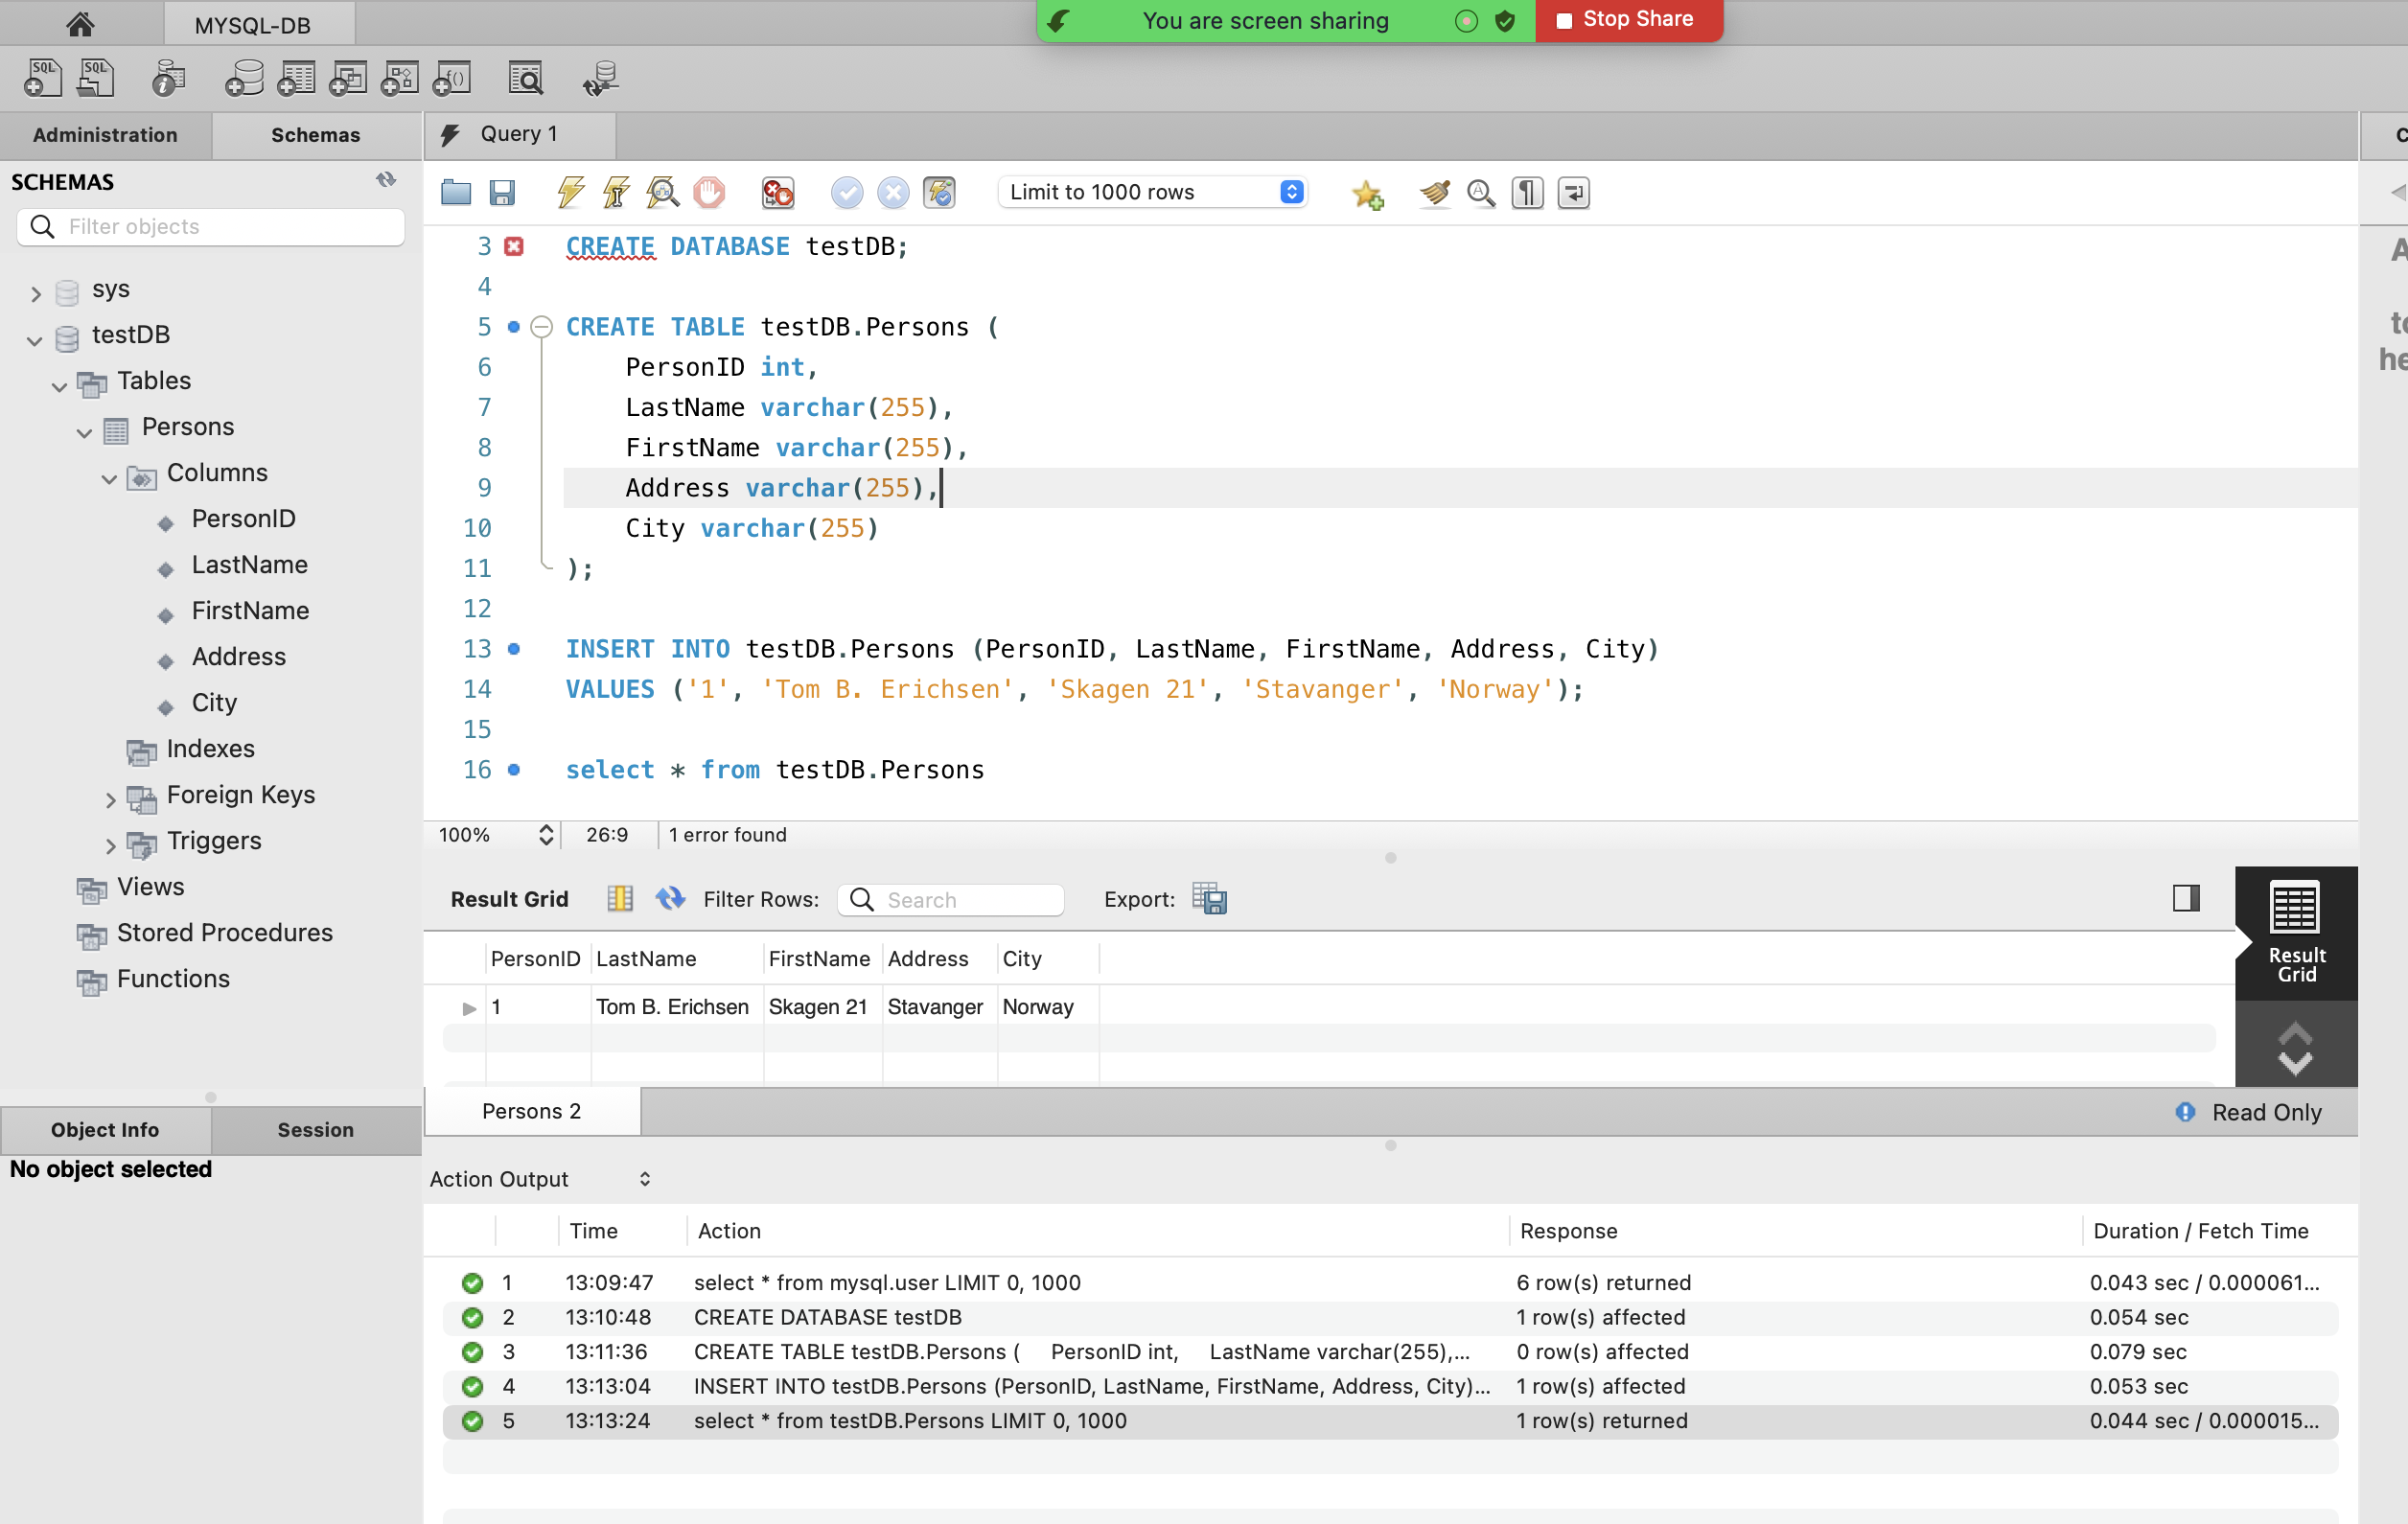 MYSQL-DB
You are screen sharing
Stop Share
SQL SQL
Administration Schemas
Query 1
SCHEMAS
Filter objects
Limit to 1000 rows
sys
testDB
Tables
Persons
Columns
PersonID
LastName
FirstName
Address
City
Indexes
Foreign Keys
Triggers
Views
Stored Procedures
Functions
3 CREATE DATABASE testDB;
4
5 CREATE TABLE testDB.Persons (
6 PersonID int,
7 LastName varchar(255),
8 FirstName varchar(255),
9 Address varchar(255),
10 City varchar(255)
11 );
12
13 INSERT INTO testDB.Persons (PersonID, LastName, FirstName, Address, City)
14 VALUES ('1', 'Tom B. Erichsen', 'Skagen 21', 'Stavanger', 'Norway');
15
16 select * from testDB.Persons
100% 26:9 1 error found
Result Grid Filter Rows: Search Export:
PersonID LastName FirstName Address City
1 Tom B. Erichsen Skagen 21 Stavanger Norway
Result
Grid
Persons 2
Read Only
Object Info Session
No object selected
Action Output
Time Action Response Duration / Fetch Time
1 13:09:47 select * from mysql.user LIMIT 0, 1000 6 row(s) returned 0.043 sec / 0.000061...
2 13:10:48 CREATE DATABASE testDB 1 row(s) affected 0.054 sec
3 13:11:36 CREATE TABLE testDB.Persons ( PersonID int, LastName varchar(255),... 0 row(s) affected 0.079 sec
4 13:13:04 INSERT INTO testDB.Persons (PersonID, LastName, FirstName, Address, City)... 1 row(s) affected 0.053 sec
5 13:13:24 select * from testDB.Persons LIMIT 0, 1000 1 row(s) returned 0.044 sec / 0.000015...